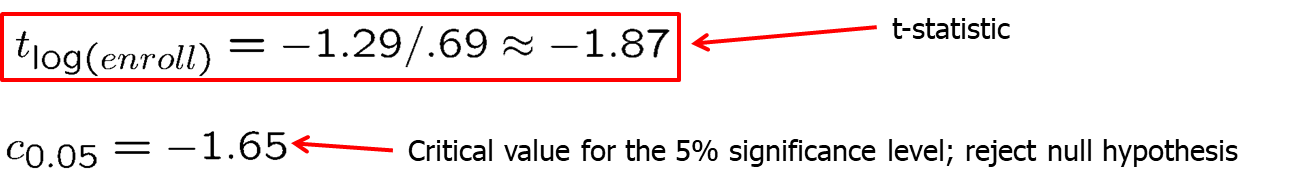 t_log(enroll) = −1.29/.69 ≈ −1.87 t-statistic
c_0.05 = −1.65 Critical value for the 5% significance level; reject null hypothesis